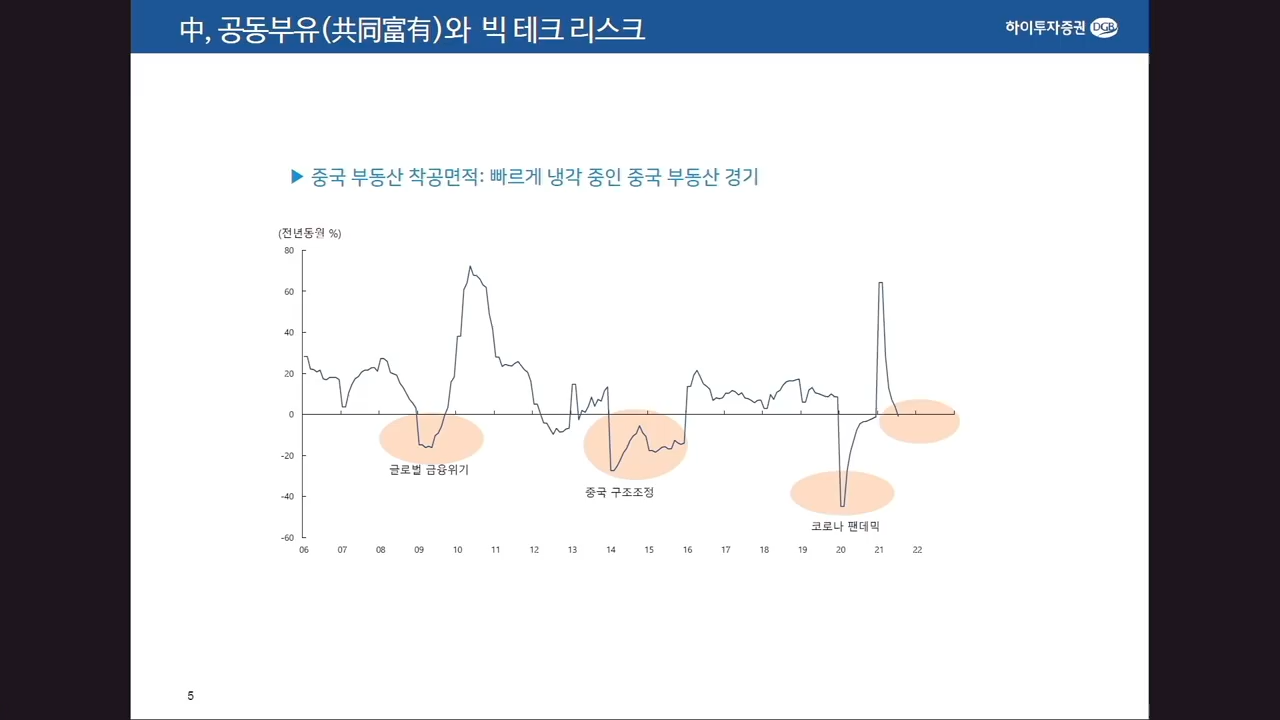 中, 공동부유(共同富有)와 빅 테크 리스크
하이투자증권 DGB
▶ 중국 부동산 착공면적: 빠르게 냉각 중인 중국 부동산 경기
(전년동월 %)
80
60
40
20
0
-20
-40
-60
글로벌 금융위기
중국 구조조정
코로나 팬데믹
06 07 08 09 10 11 12 13 14 15 16 17 18 19 20 21 22
5